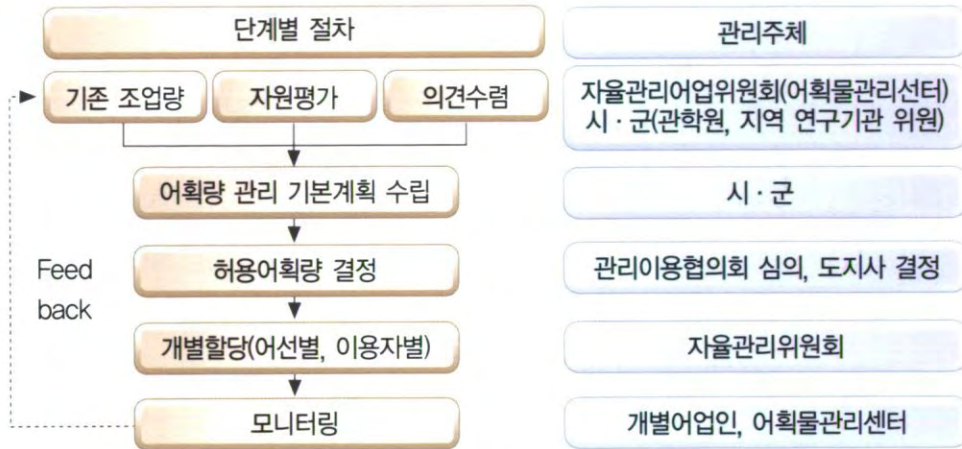 단계별 절차
관리주체
기존 조업량
자원평가
의견수렴
자율관리어업위원회(어획물관리선터)
시·군(관학원, 지역 연구기관 위원)
어획량 관리 기본계획 수립
시·군
Feed
back
허용어획량 결정
관리이용협의회 심의, 도지사 결정
개별할당(어선별, 이용자별)
자율관리위원회
모니터링
개별어업인, 어획물관리센터